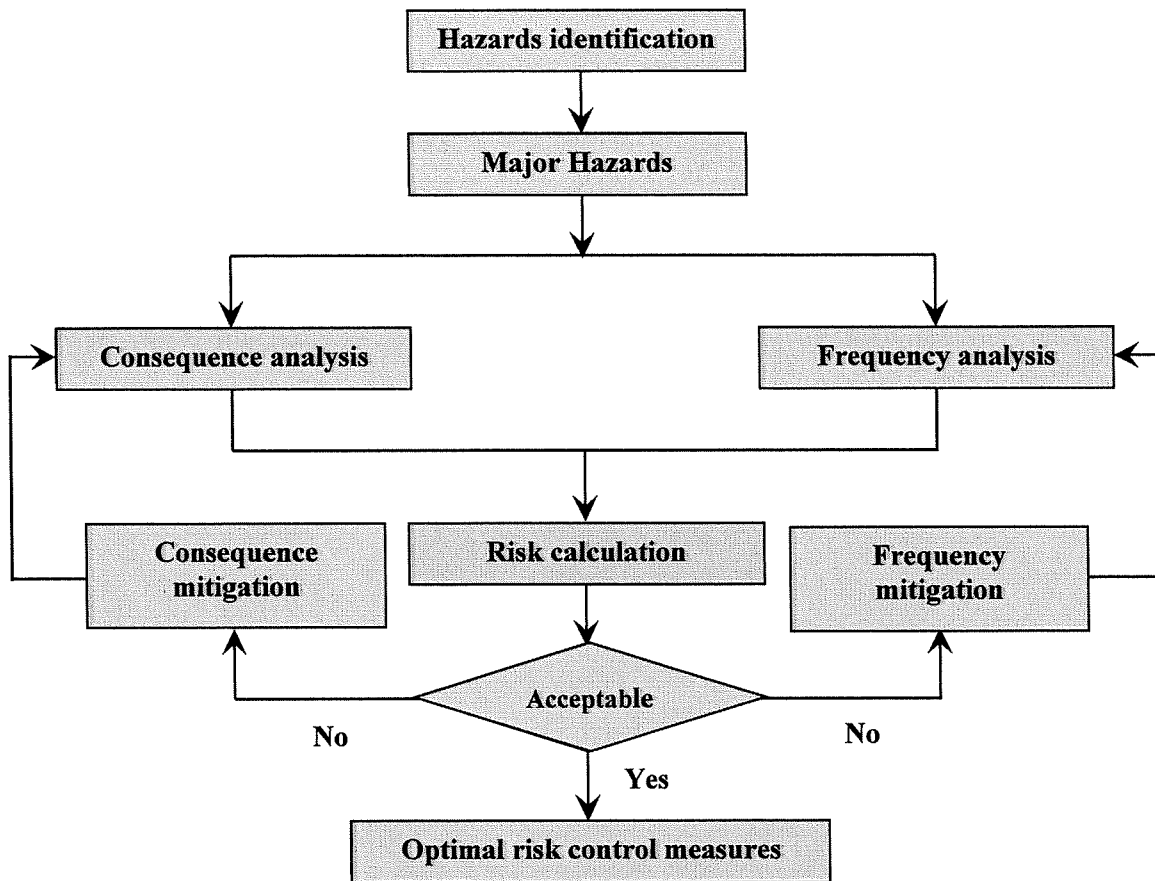 Hazards identification
Major Hazards
Consequence analysis
Frequency analysis
Consequence
mitigation
Risk calculation
Frequency
mitigation
Acceptable
No
No
Yes
Optimal risk control measures